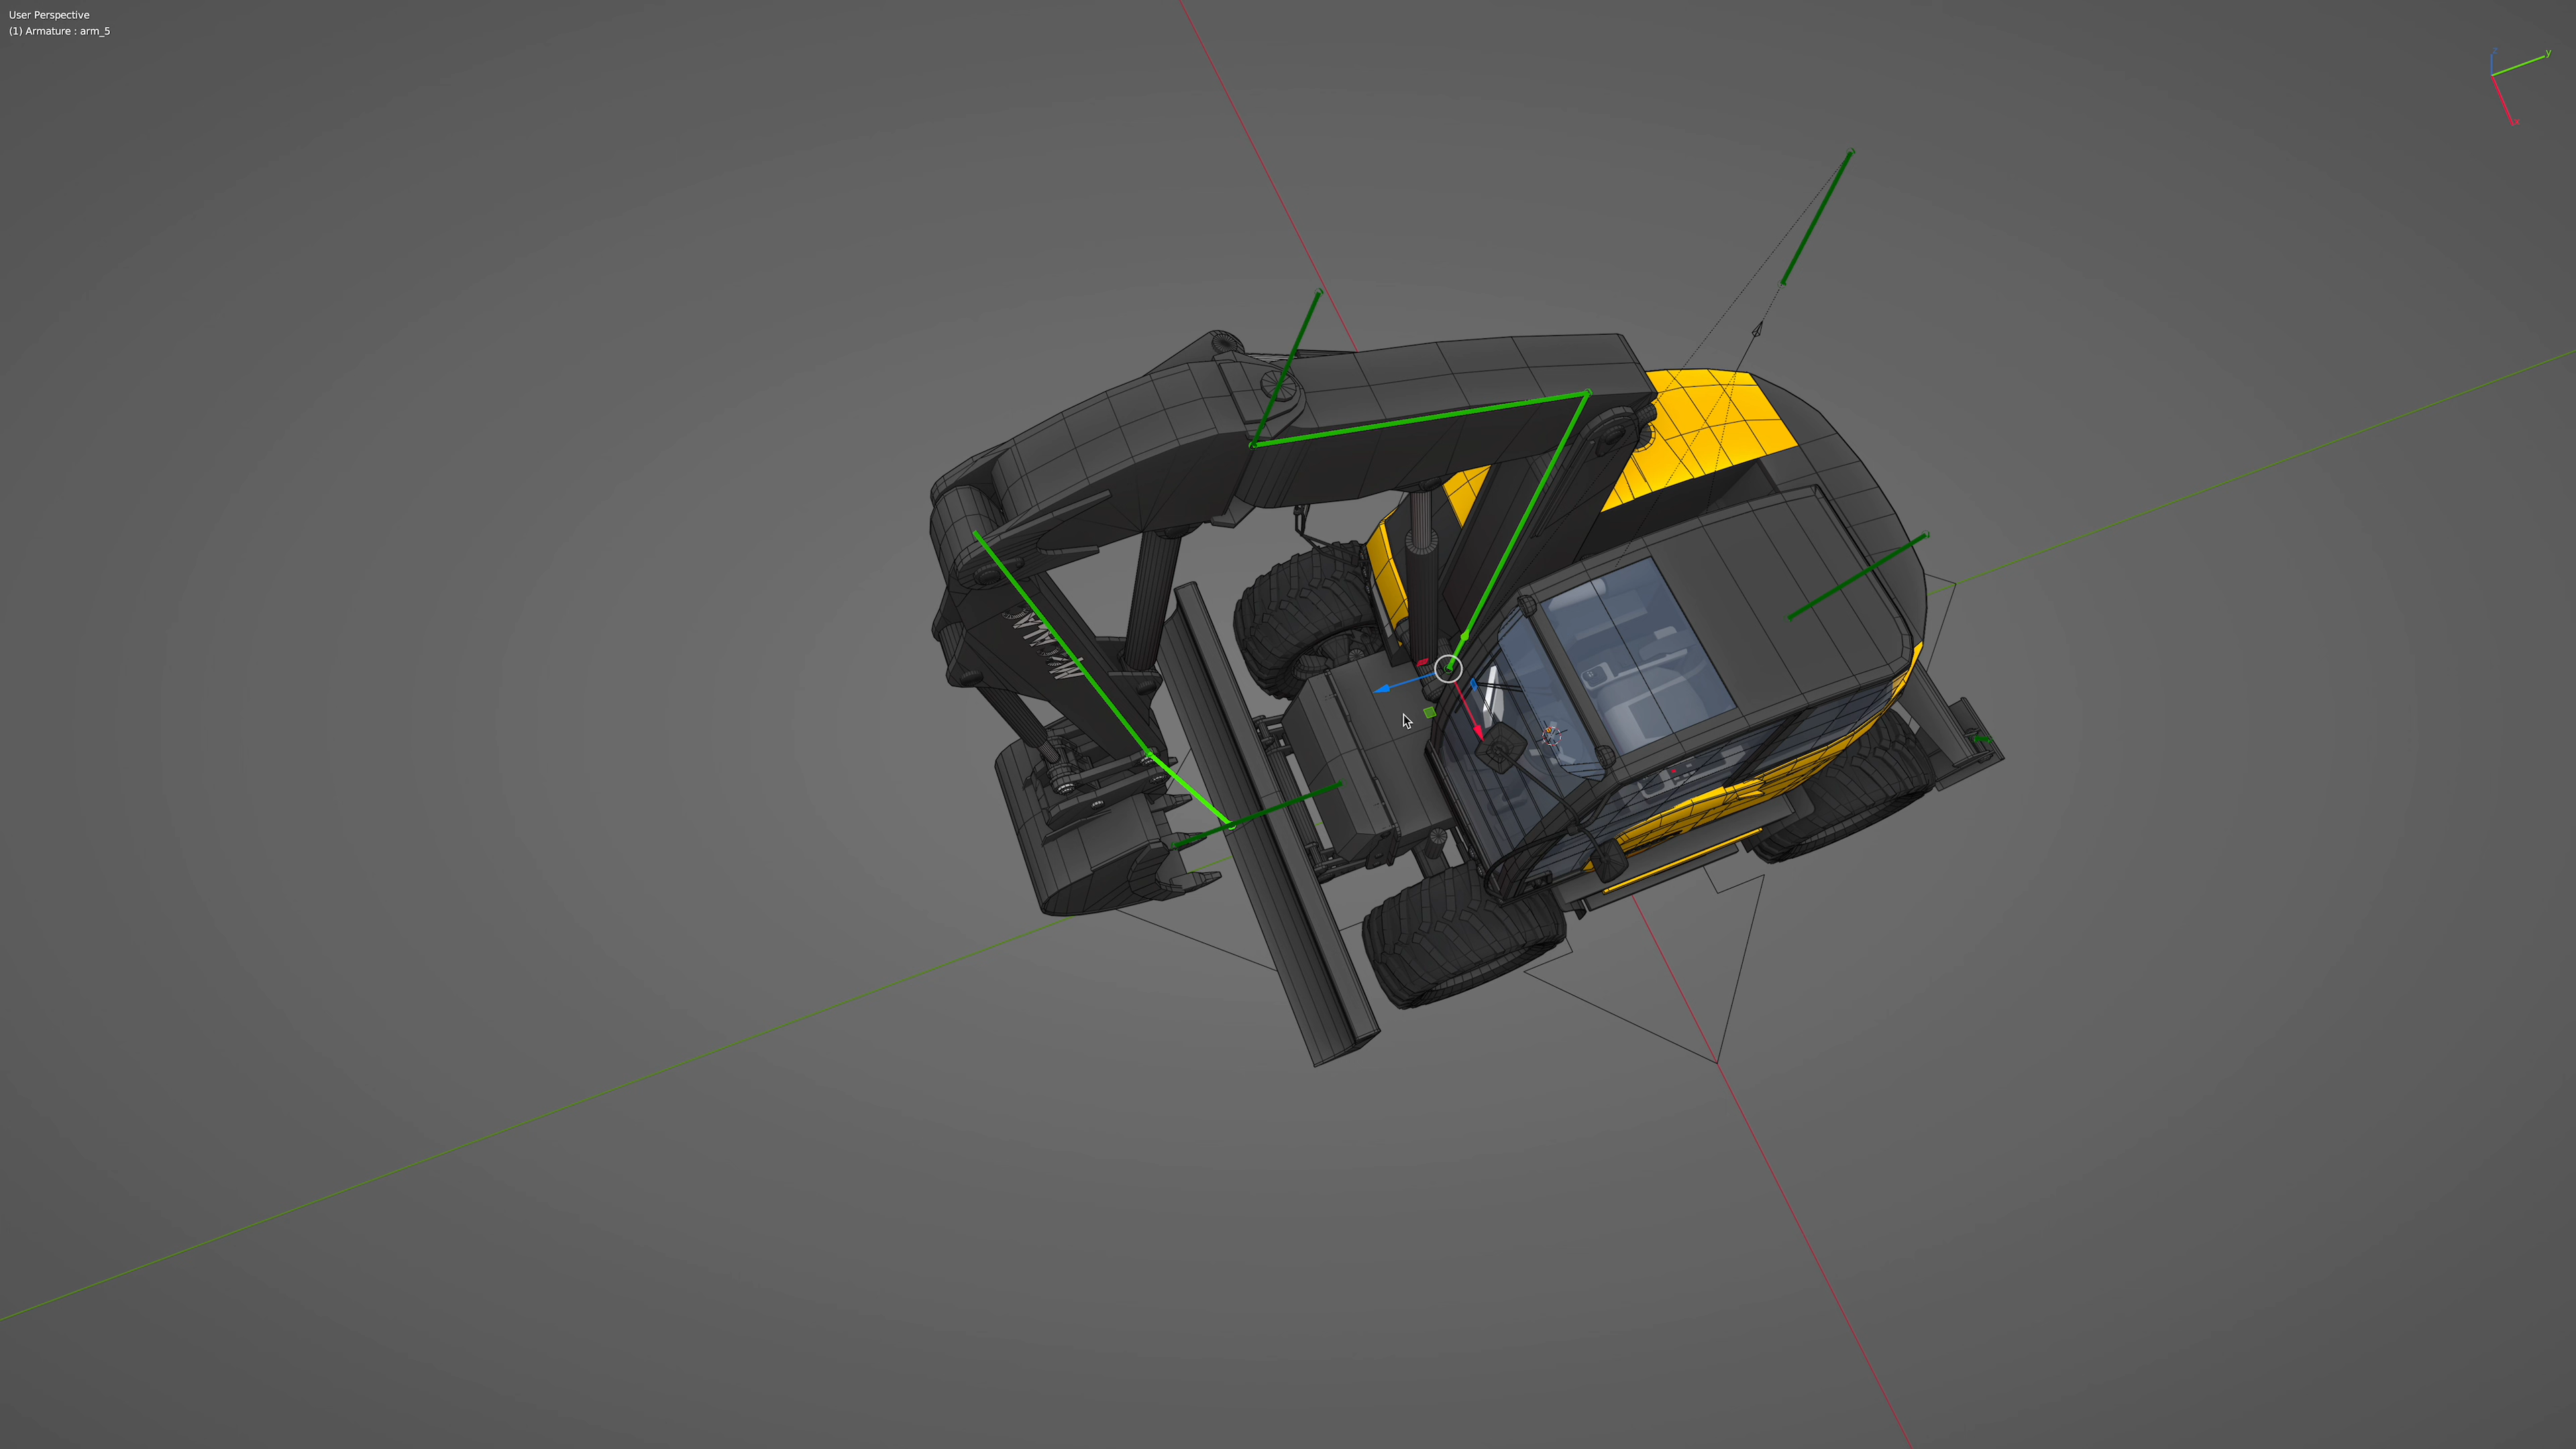 User Perspective
(1) Armature : arm_5
z
y
x